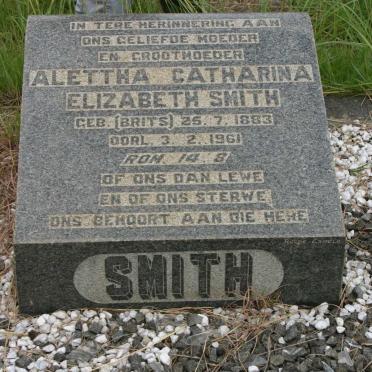 IN TERE HERINNERING AAN
ONS GELIEFDE MOEDER
EN GROOTMOEDER
ALETTHA CATHARINA
ELIZABETH SMITH
GEB. (BRITS) 25.7.1883
OORL. 3.2.1961
ROM. 14.8
OF ONS DAN LEWE
EN OF ONS STERWE
ONS BEHOORT AAN DIE HERE
SMITH